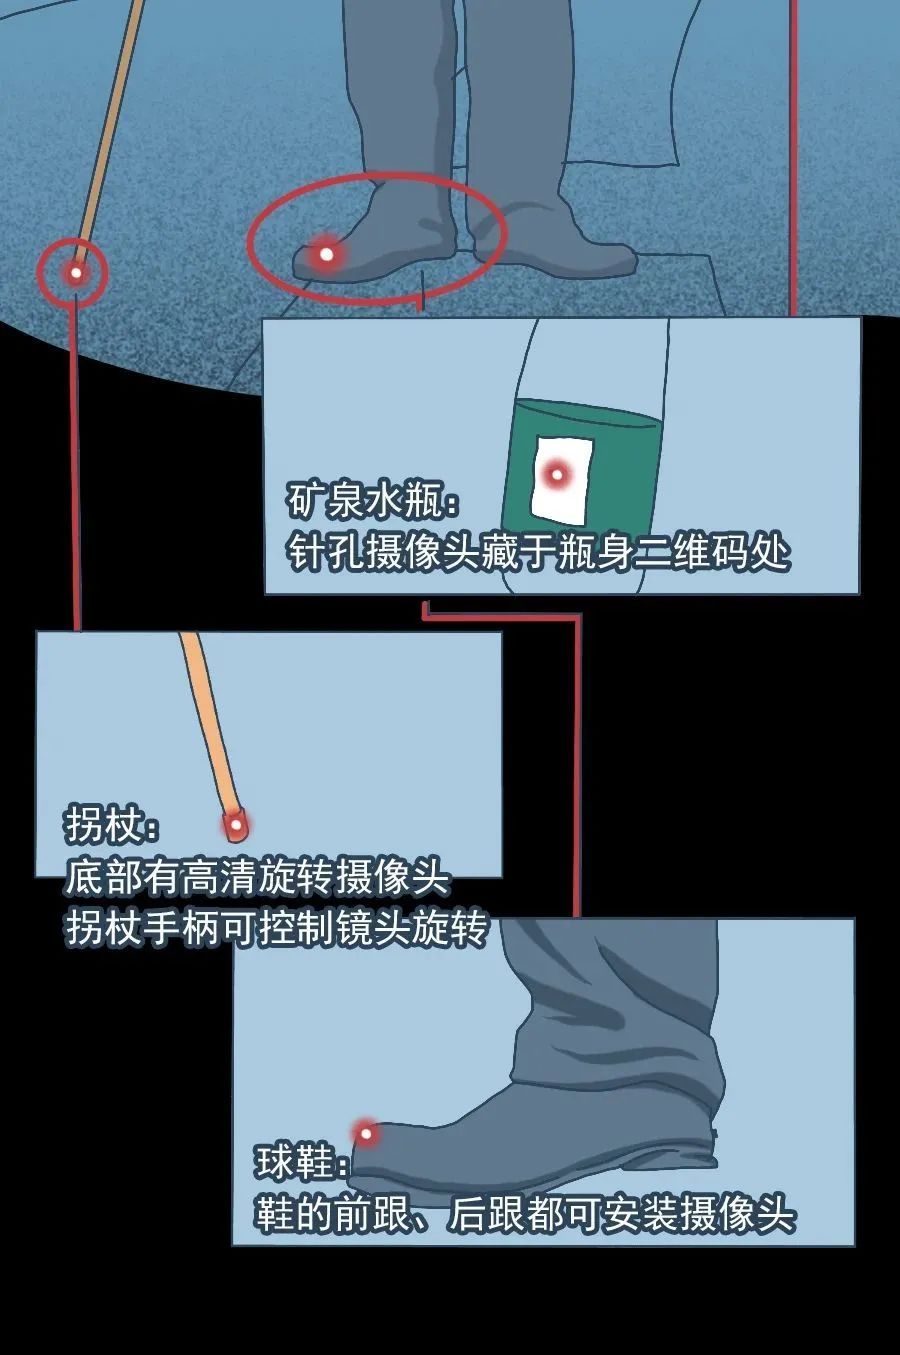 矿泉水瓶：
针孔摄像头藏于瓶身二维码处
拐杖：
底部有高清旋转摄像头
拐杖手柄可控制镜头旋转
球鞋：
鞋的前跟、后跟都可安装摄像头